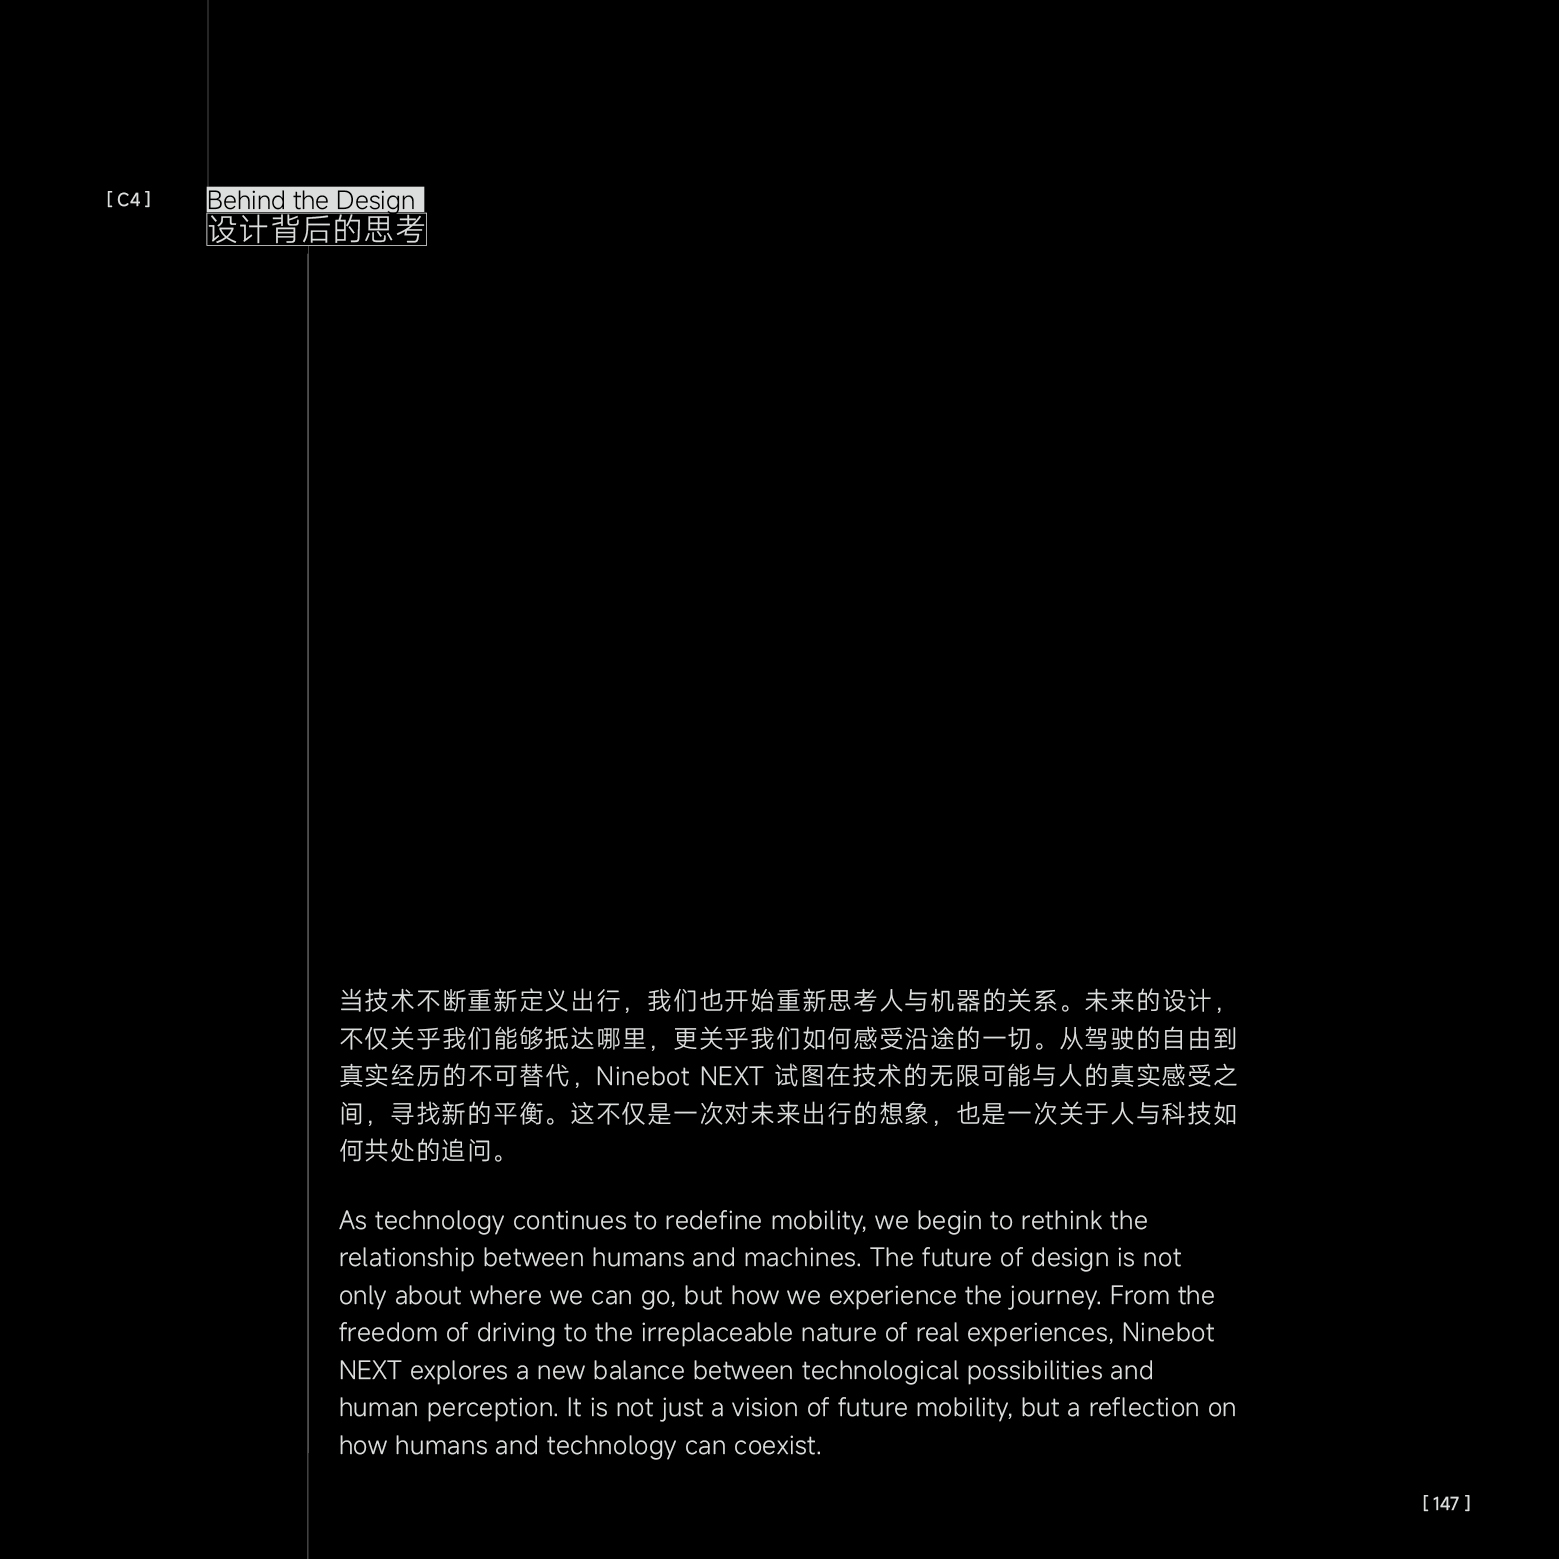 [ C4 ]
Behind the Design
设计背后的思考
当技术不断重新定义出行，我们也开始重新思考人与机器的关系。未来的设计，
不仅关乎我们能够抵达哪里，更关乎我们如何感受沿途的一切。从驾驶的自由到
真实经历的不可替代，Ninebot NEXT 试图在技术的无限可能与人的真实感受之
间，寻找新的平衡。这不仅是一次对未来出行的想象，也是一次关于人与科技如
何共处的追问。
As technology continues to redefine mobility, we begin to rethink the
relationship between humans and machines. The future of design is not
only about where we can go, but how we experience the journey. From the
freedom of driving to the irreplaceable nature of real experiences, Ninebot
NEXT explores a new balance between technological possibilities and
human perception. It is not just a vision of future mobility, but a reflection on
how humans and technology can coexist.
[ 147 ]